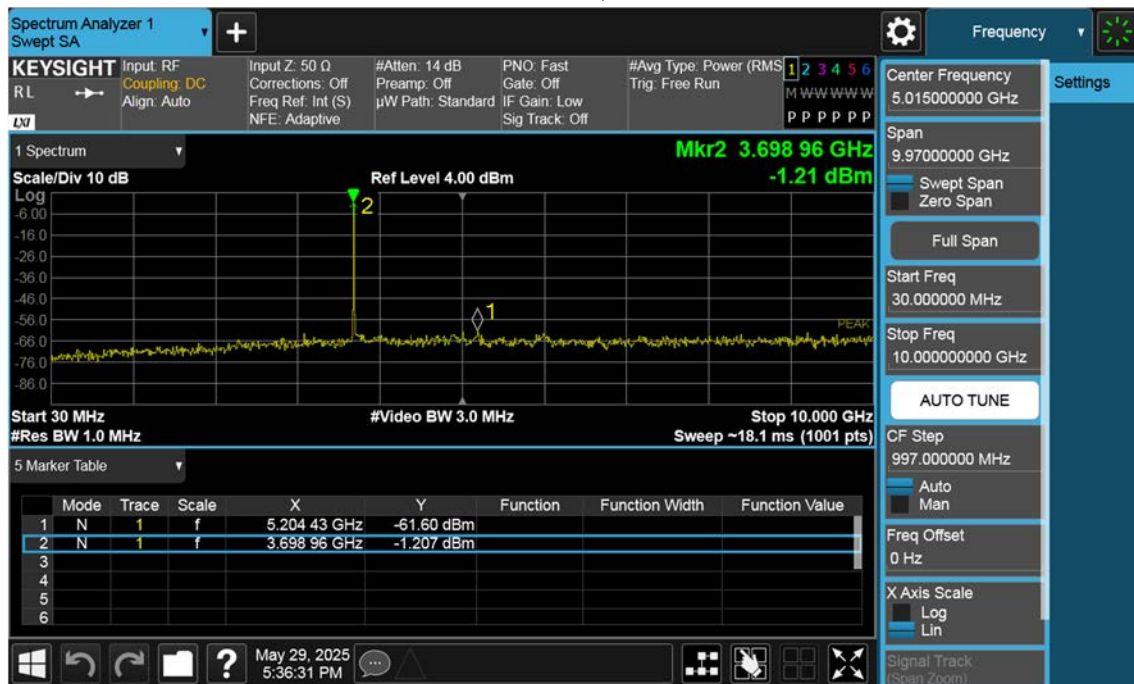 Spectrum Analyzer 1
Swept SA
Frequency
KEYSIGHT
RL
LXI
Input: RF
Coupling: DC
Align: Auto
Input Z: 50 Ω
Corrections: Off
Freq Ref: Int (S)
NFE: Adaptive
#Atten: 14 dB
Preamp: Off
µW Path: Standard
PNO: Fast
Gate: Off
IF Gain: Low
Sig Track: Off
#Avg Type: Power (RMS
Trig: Free Run
1 2 3 4 5 6
M W W W W W
P P P P P P
1 Spectrum
Mkr2 3.698 96 GHz
Scale/Div 10 dB
Ref Level 4.00 dBm
-1.21 dBm
Log
-6.00
-16.0
-26.0
-36.0
-46.0
-56.0
-66.0
-76.0
-86.0
2
1
PEAK
Start 30 MHz
#Video BW 3.0 MHz
Stop 10.000 GHz
#Res BW 1.0 MHz
Sweep ~18.1 ms (1001 pts)
5 Marker Table
Mode Trace Scale X Y Function Function Width Function Value
1 N 1 f 5.204 43 GHz -61.60 dBm
2 N 1 f 3.698 96 GHz -1.207 dBm
3
4
5
6
?
May 29, 2025
5:36:31 PM
Center Frequency
5.015000000 GHz
Settings
Span
9.97000000 GHz
Swept Span
Zero Span
Full Span
Start Freq
30.000000 MHz
Stop Freq
10.000000000 GHz
AUTO TUNE
CF Step
997.000000 MHz
Auto
Man
Freq Offset
0 Hz
X Axis Scale
Log
Lin
Signal Track
(Span Zoom)